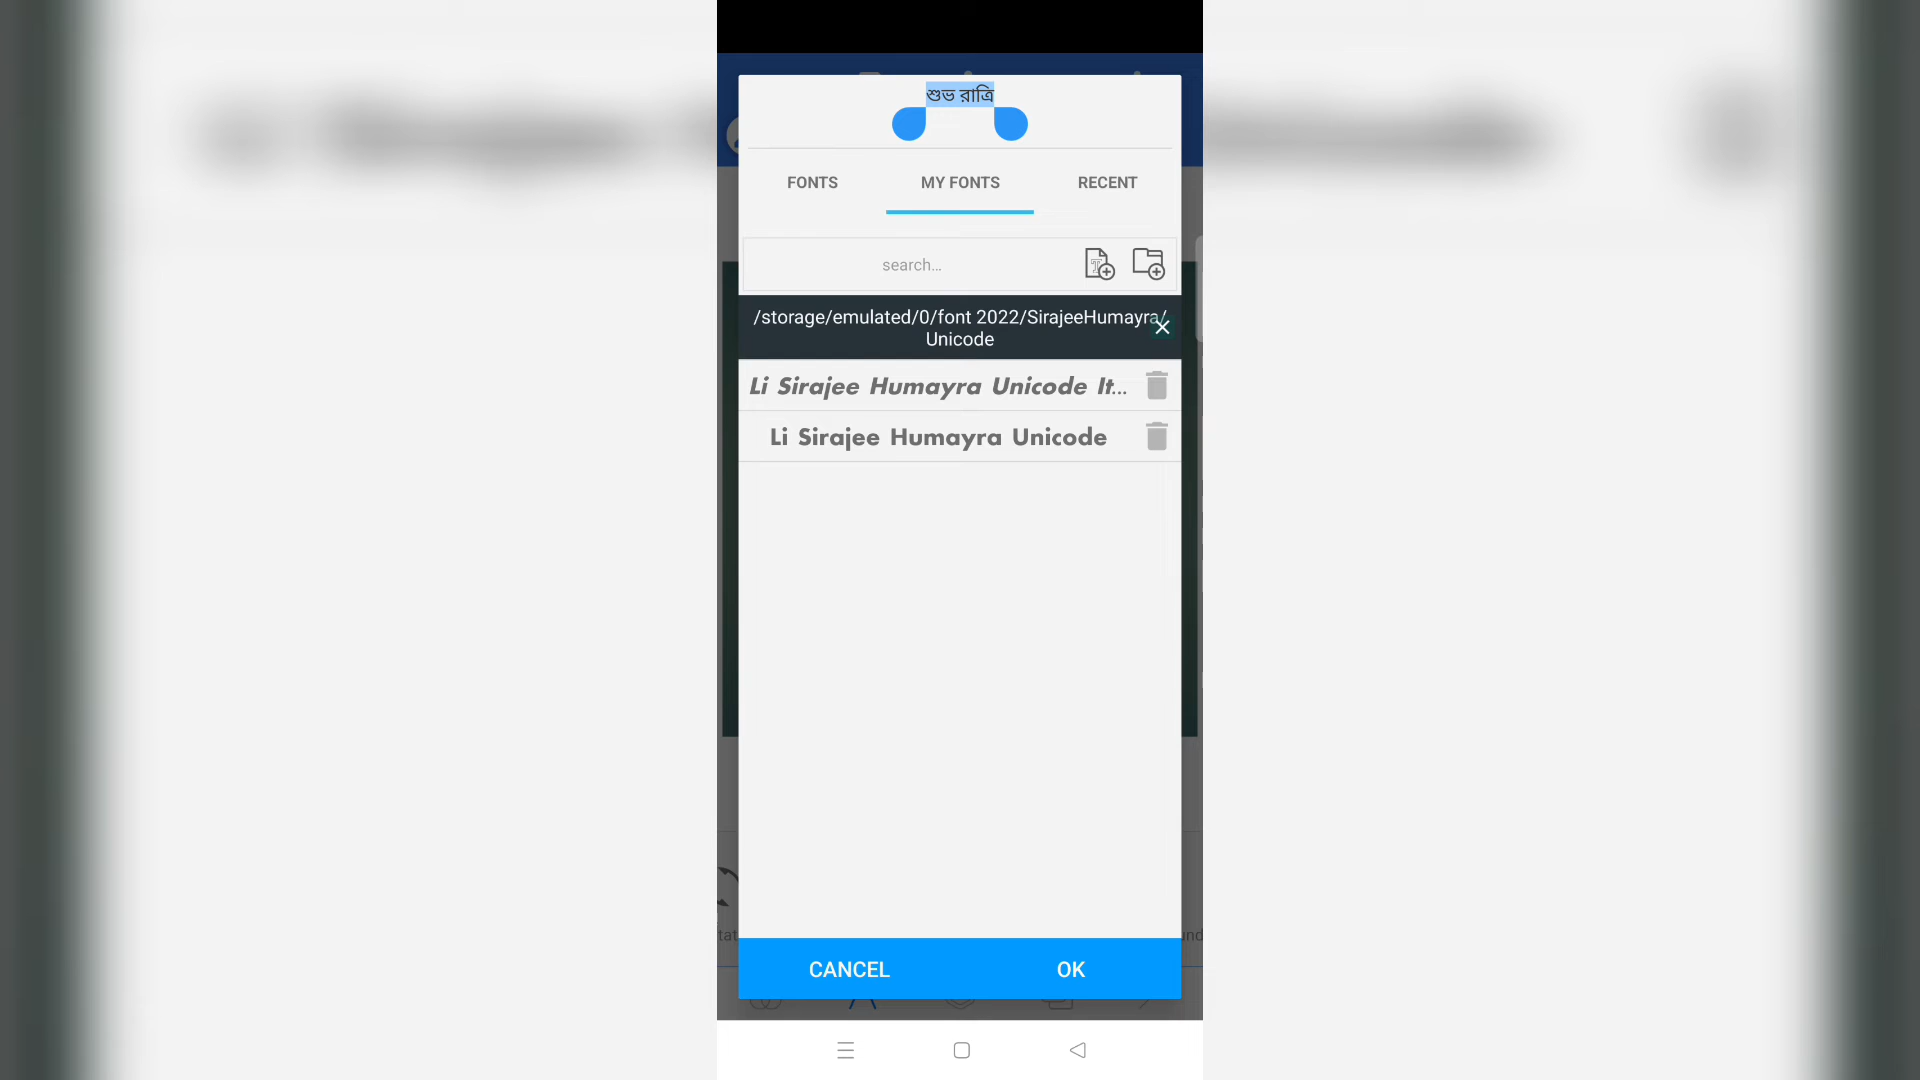 শুভ রাত্রি
FONTS MY FONTS RECENT
search...
/storage/emulated/0/font 2022/SirajeeHumayra/
Unicode
Li Sirajee Humayra Unicode It...
Li Sirajee Humayra Unicode
CANCEL OK